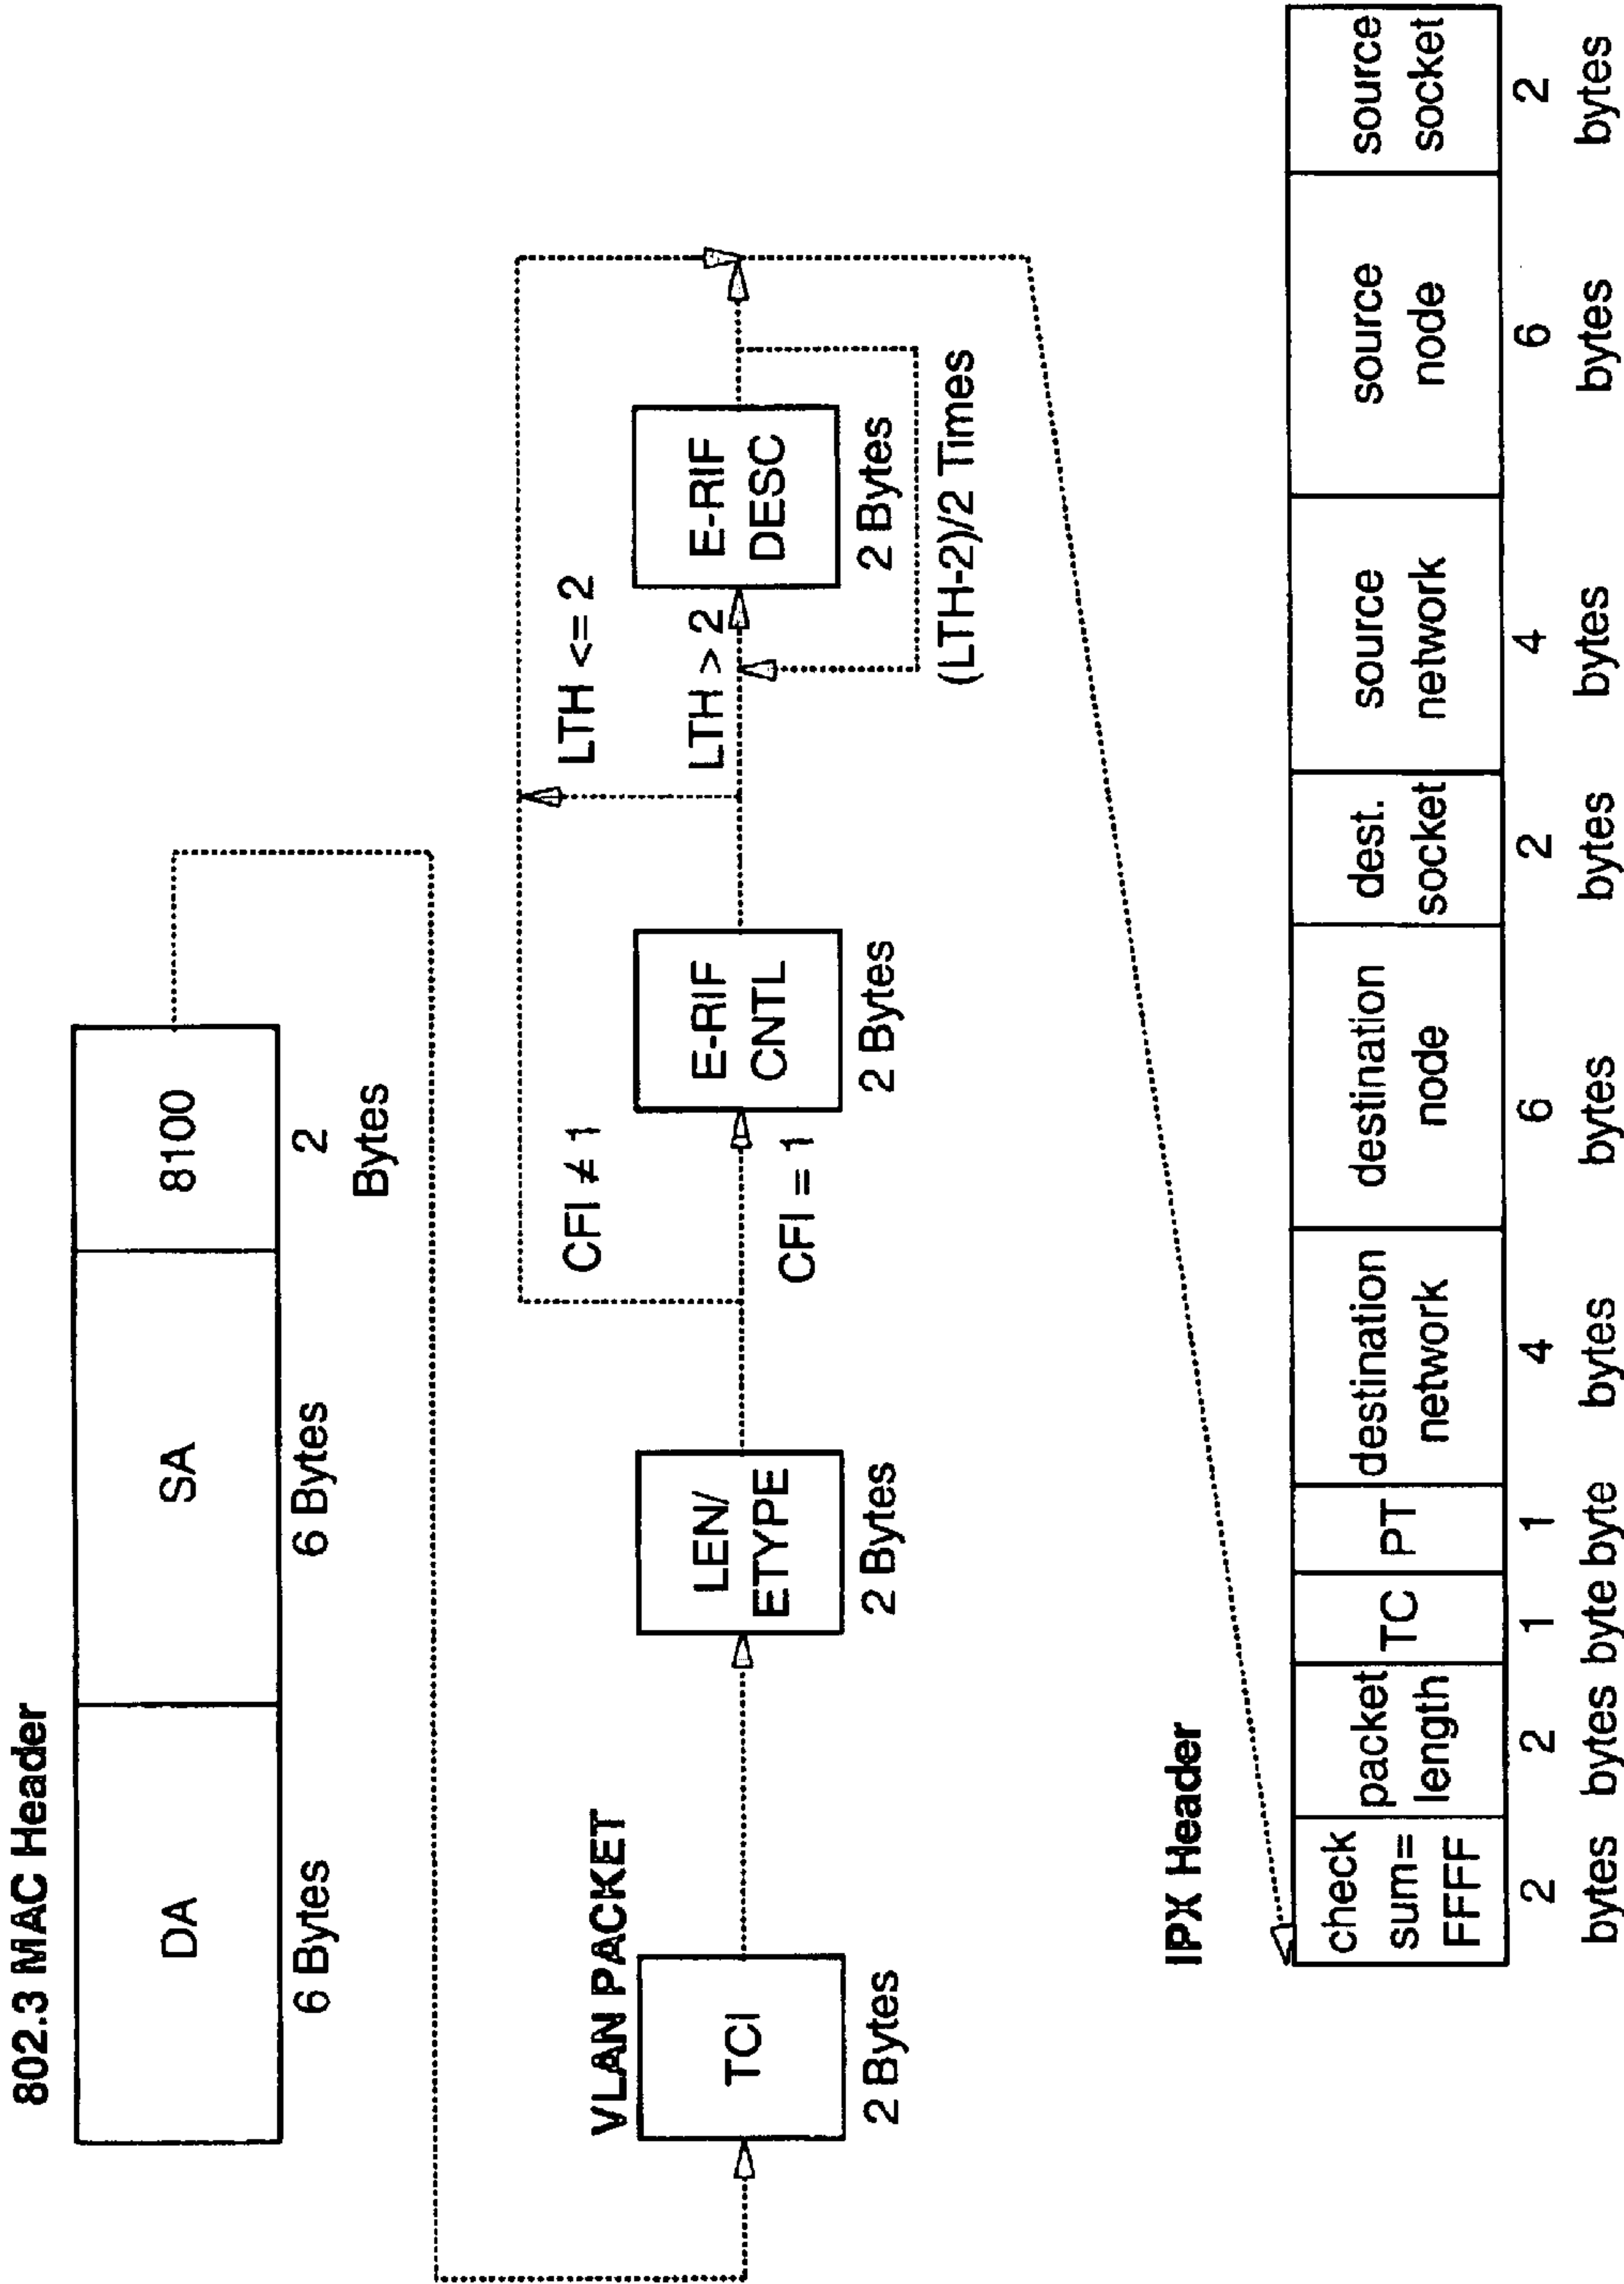 802.3 MAC Header
DA
SA
8100
6 Bytes
6 Bytes
2
Bytes
VLAN PACKET
TCI
2 Bytes
LEN/
ETYPE
2 Bytes
CFI ≠ 1
CFI = 1
E-RIF
CNTL
2 Bytes
LTH <= 2
LTH > 2
E-RIF
DESC
2 Bytes
(LTH-2)/2 Times
IPX Header
check
sum=
FFFF
packet
length
TC
PT
destination
network
destination
node
dest.
socket
source
network
source
node
source
socket
2
bytes
2
bytes
1
byte
1
byte
4
bytes
6
bytes
2
bytes
4
bytes
6
bytes
2
bytes